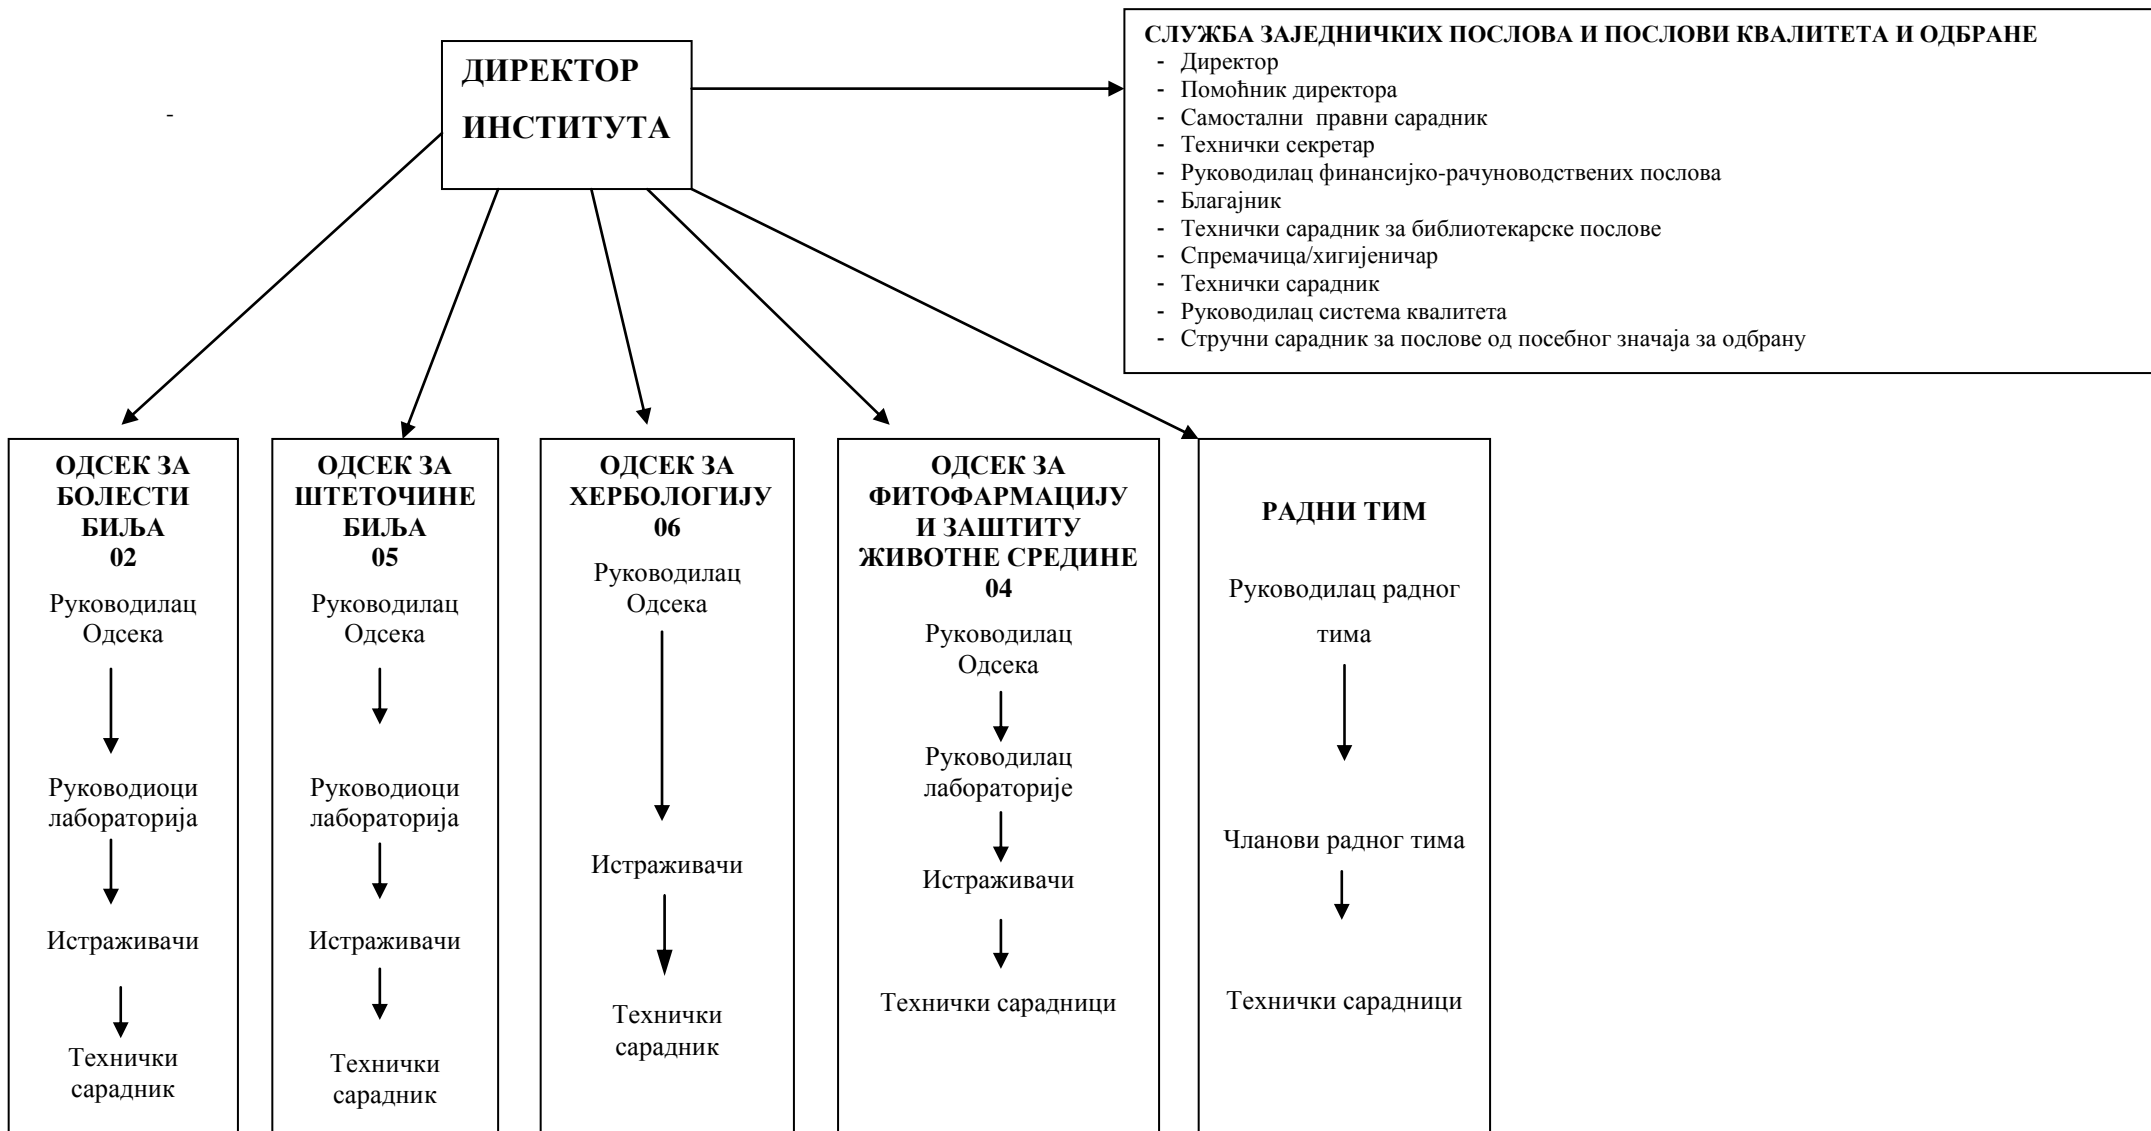 ДИРЕКТОР
ИНСТИТУТА
-
СЛУЖБА ЗАЈЕДНИЧКИХ ПОСЛОВА И ПОСЛОВИ КВАЛИТЕТА И ОДБРАНЕ
- Директор
- Помоћник директора
- Самостални  правни сарадник
- Технички секретар
- Руководилац финансијко-рачуноводствених послова
- Благајник
- Технички сарадник за библиотекарске послове
- Спремачица/хигијеничар
- Технички сарадник
- Руководилац система квалитета
- Стручни сарадник за послове од посебног значаја за одбрану
ОДСЕК ЗА
БОЛЕСТИ
БИЉА
02
Руководилац
Одсека
Руководиоци
лабораторија
Истраживачи
Технички
сарадник
ОДСЕК ЗА
ШТЕТОЧИНЕ
БИЉА
05
Руководилац
Одсека
Руководиоци
лабораторија
Истраживачи
Технички
сарадник
ОДСЕК ЗА
ХЕРБОЛОГИЈУ
06
Руководилац
Одсека
Истраживачи
Технички
сарадник
ОДСЕК ЗА
ФИТОФАРМАЦИЈУ
И ЗАШТИТУ
ЖИВОТНЕ СРЕДИНЕ
04
Руководилац
Одсека
Руководилац
лабораторије
Истраживачи
Технички сарадници
РАДНИ ТИМ
Руководилац радног
тима
Чланови радног тима
Технички сарадници